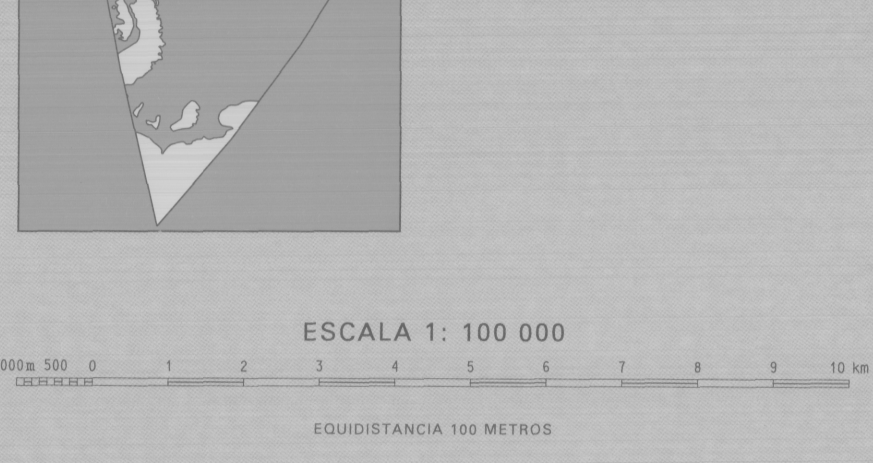 ESCALA 1: 100 000
000m 500 0 1 2 3 4 5 6 7 8 9 10 km
EQUIDISTANCIA 100 METROS